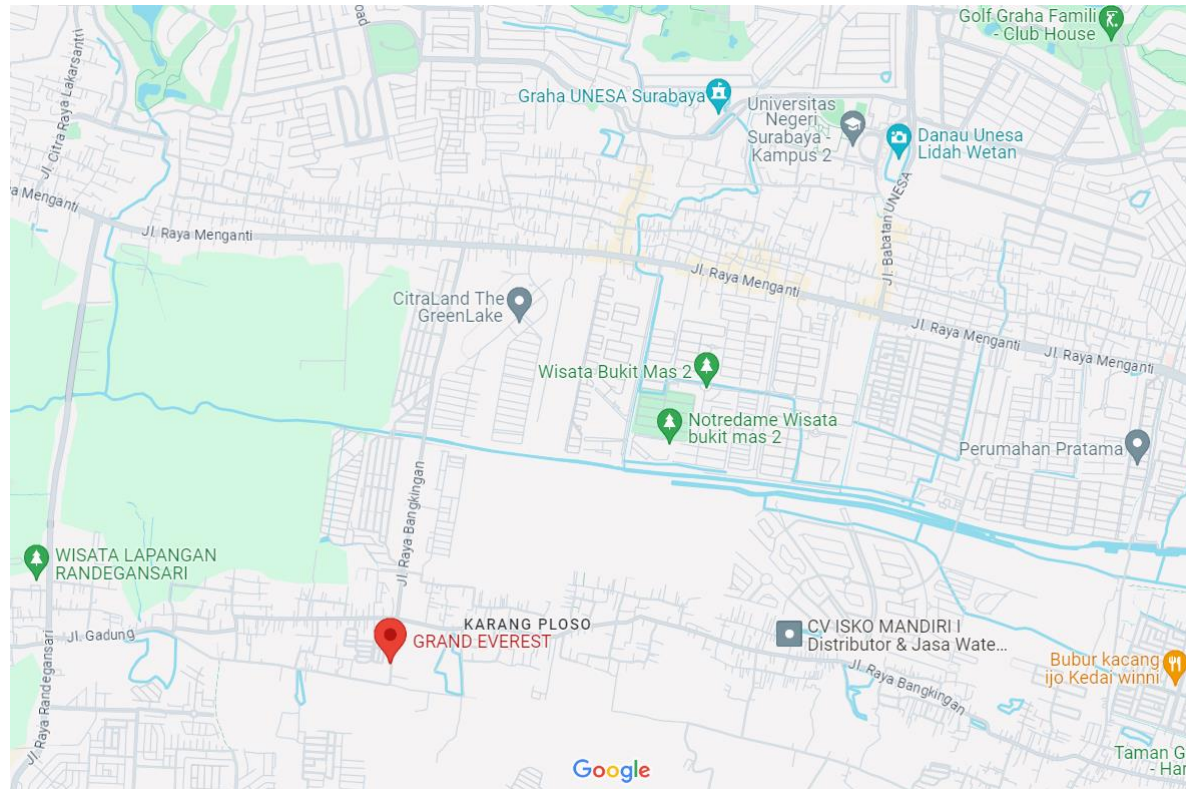 oad
Golf Graha Famili
- Club House
Jl. Citra Raya Lakarsantri
Graha UNESA Surabaya
Universitas
Negeri
Surabaya -
Kampus 2
Danau Unesa
Lidah Wetan
a Menganti
Jl. Raya Menganti
Jl. Babatan UNESA
Jl. Raya Menganti
CitraLand The
GreenLake
Jl. Raya Menganti
Jl. Raya Menganti
Wisata Bukit Mas 2
Notredame Wisata
bukit mas 2
Perumahan Pratama
Jl. Raya Bangkingan
WISATA LAPANGAN
RANDEGANSARI
KARANG PLOSO
GRAND EVEREST
Jl. Gadung
CV ISKO MANDIRI I
Distributor & Jasa Wate...
Bubur kacang
ijo Kedai winni
Jl. Raya Bangkingan
Jl. Raya Randegansari
Taman G
- Har
Google